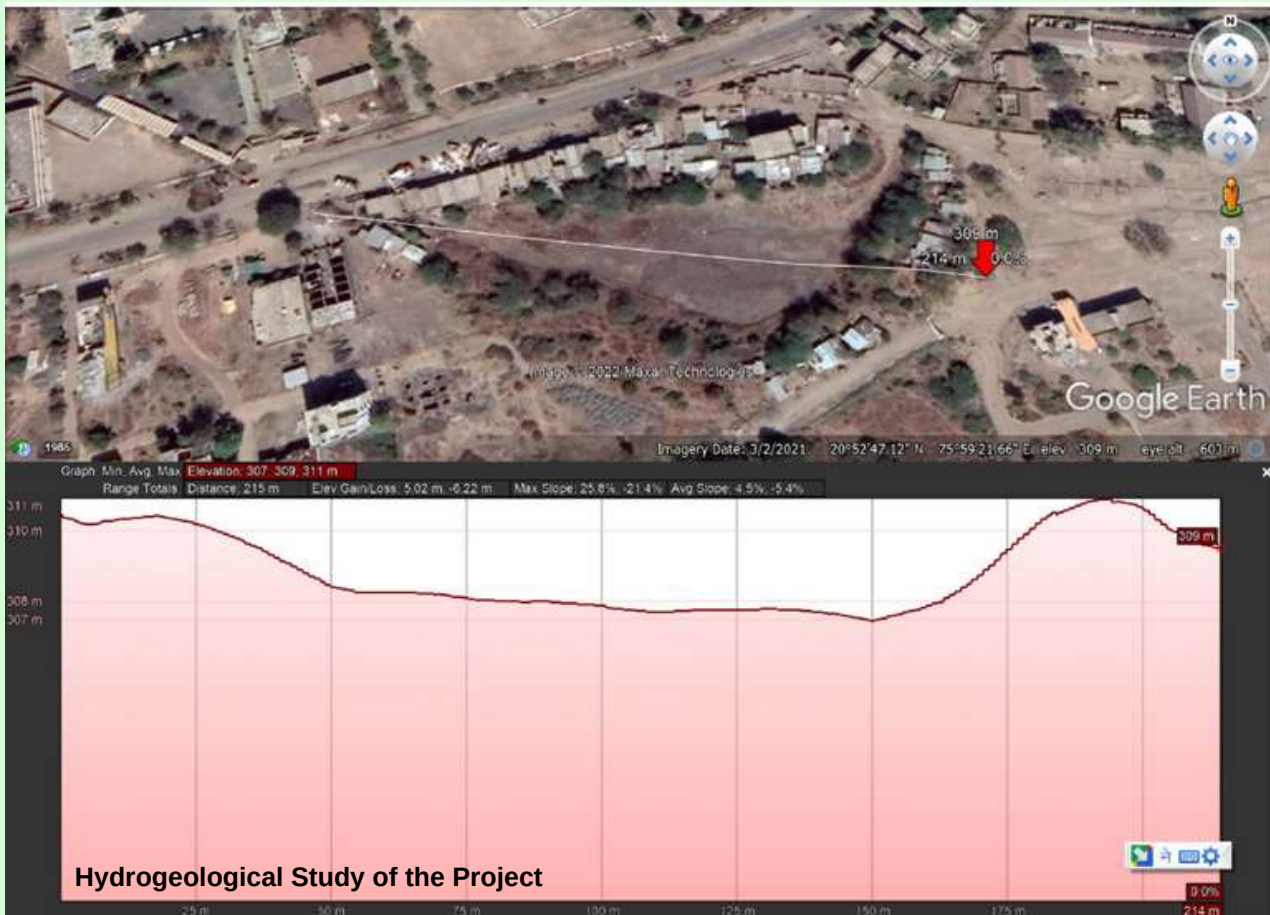 N
309 m
214 m 0.0%
Image © 2022 Maxar Technologies
Google Earth
1985
Imagery Date: 3/2/2021 20°52'47.12" N 75°59'21.66" E elev 309 m eye alt 603 m
Graph: Min, Avg, Max Elevation: 307, 309, 311 m
Range Totals: Distance: 215 m Elev Gain/Loss: 5.02 m, -6.22 m Max Slope: 25.8%, -21.4% Avg Slope: 4.5%, -5.4%
311 m
310 m
309 m
308 m
307 m
Hydrogeological Study of the Project
0.0%
25 m 50 m 75 m 100 m 125 m 150 m 175 m 214 m